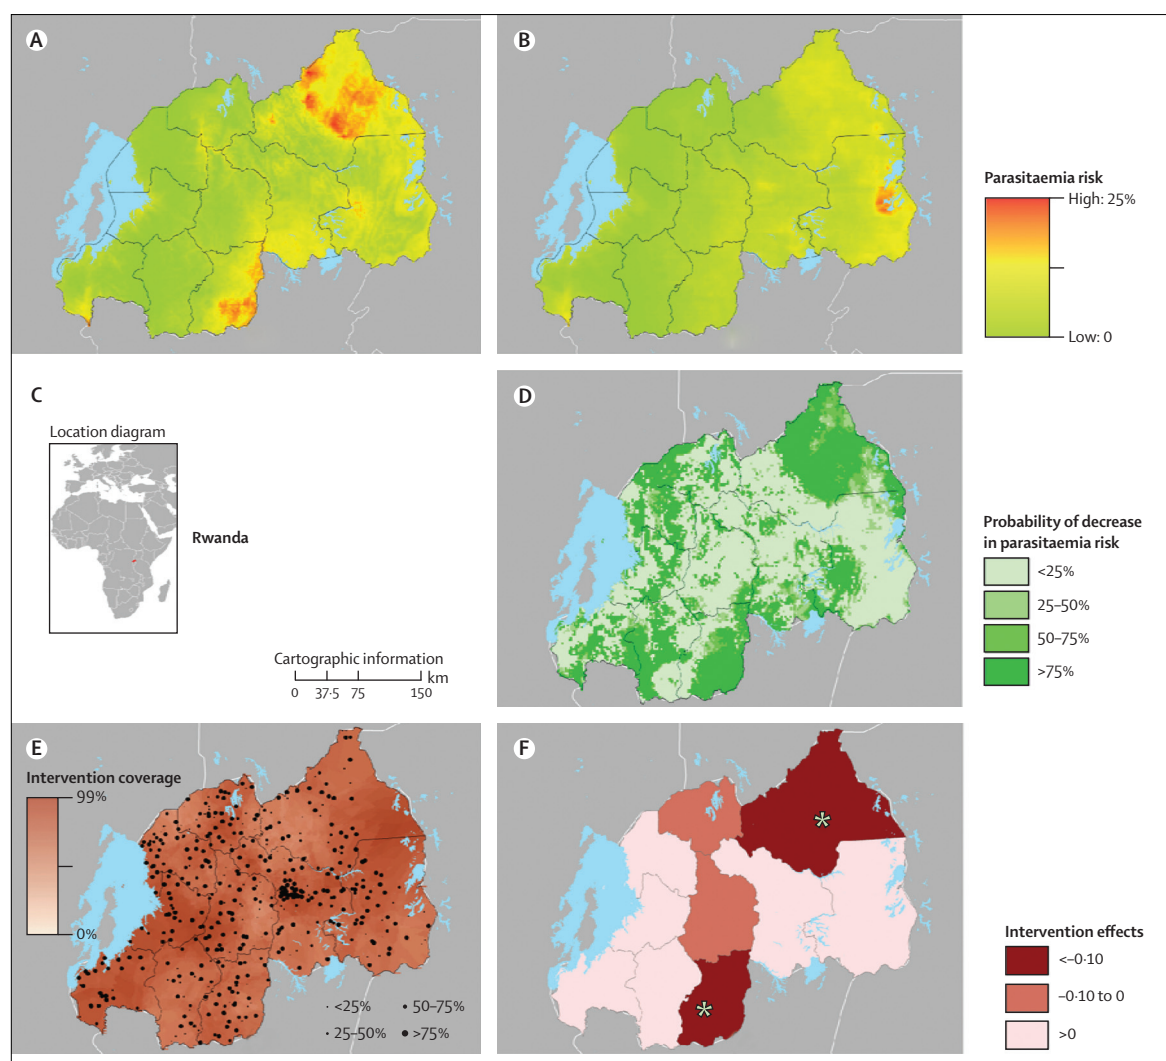 A
B
Parasitaemia risk
High: 25%
Low: 0
C
Location diagram
Rwanda
Cartographic information
km
0 37·5 75 150
D
Probability of decrease
in parasitaemia risk
<25%
25–50%
50–75%
>75%
E
Intervention coverage
99%
0%
<25% 50–75%
25–50% >75%
F
*
*
Intervention effects
<–0·10
–0·10 to 0
>0